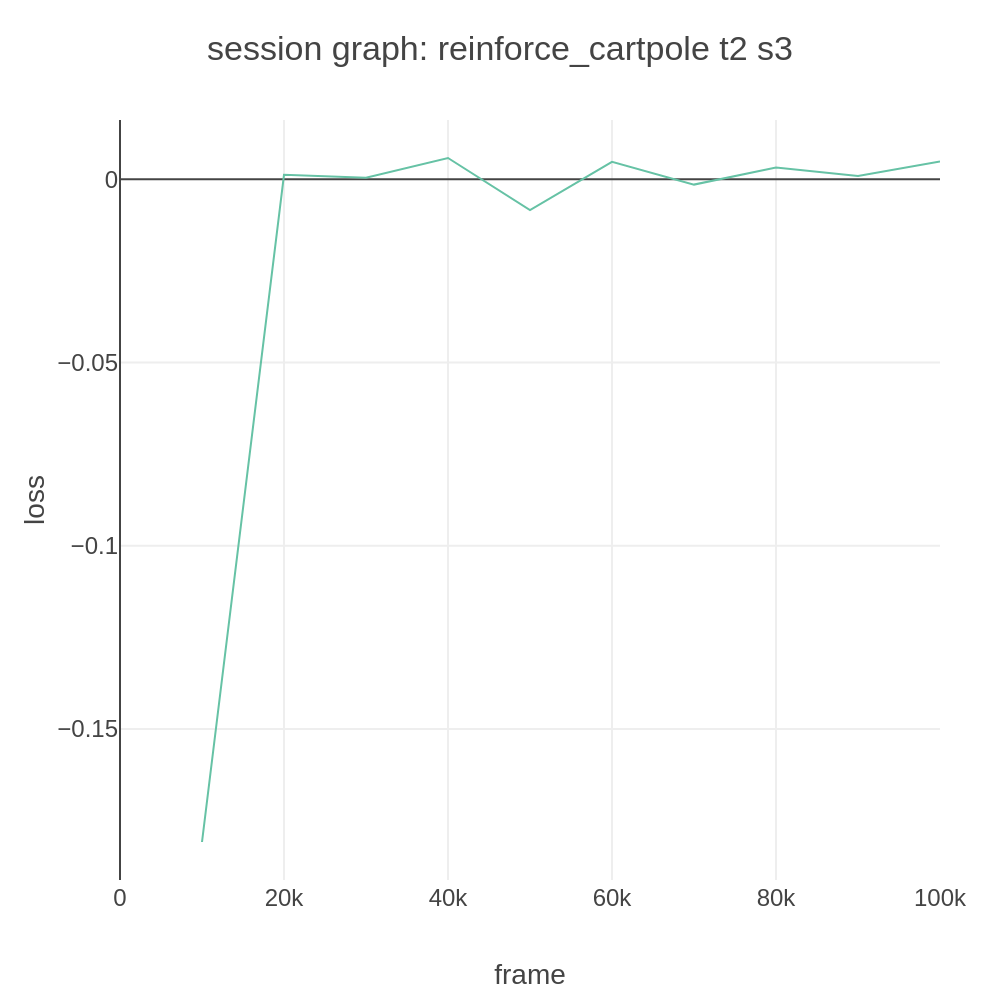 session graph: reinforce_cartpole t2 s3
0
−0.05
−0.1
−0.15
loss
0 20k 40k 60k 80k 100k
frame